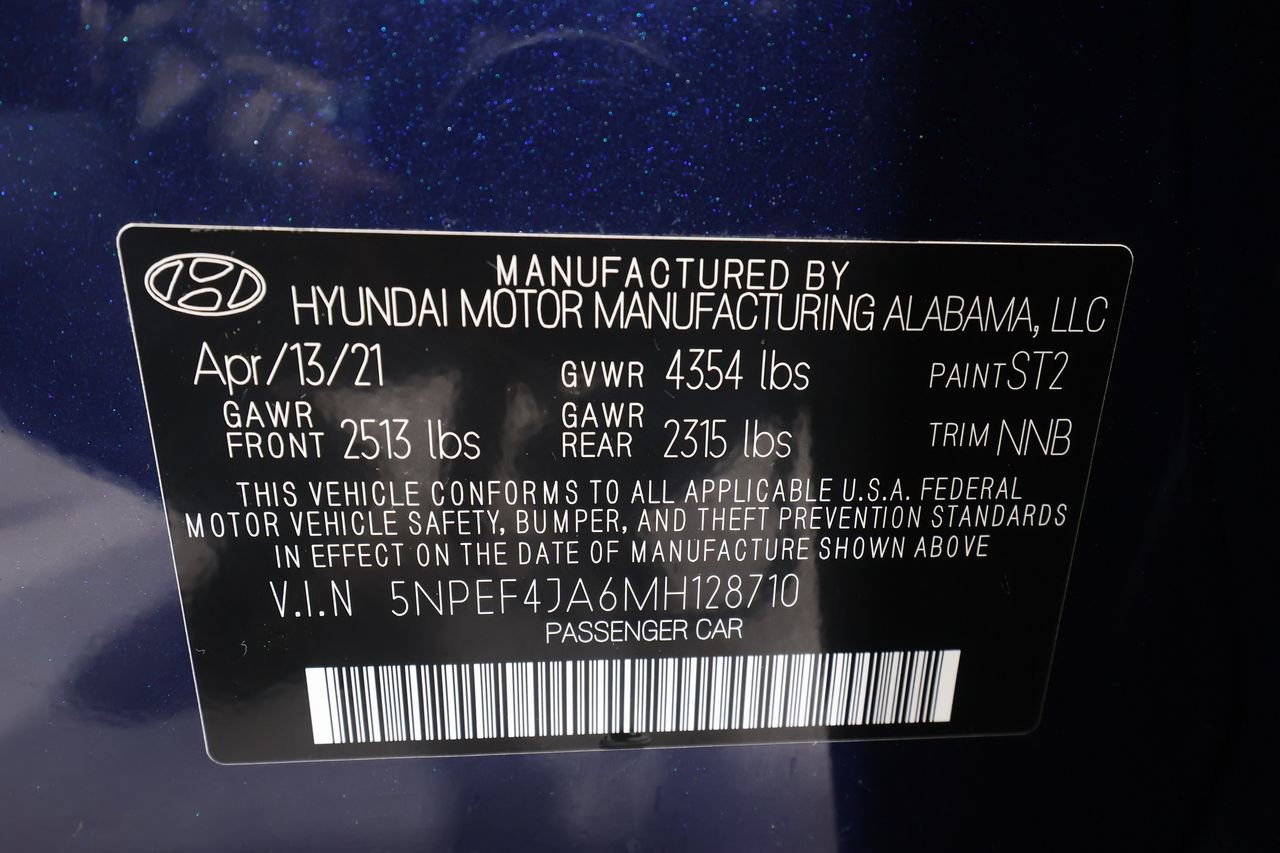 MANUFACTURED BY
HYUNDAI MOTOR MANUFACTURING ALABAMA, LLC
Apr/13/21 GVWR 4354 lbs PAINT ST2
GAWR FRONT 2513 lbs GAWR REAR 2315 lbs TRIM NNB
THIS VEHICLE CONFORMS TO ALL APPLICABLE U.S.A. FEDERAL
MOTOR VEHICLE SAFETY, BUMPER, AND THEFT PREVENTION STANDARDS
IN EFFECT ON THE DATE OF MANUFACTURE SHOWN ABOVE
V.I.N 5NPEF4JA6MH128710
PASSENGER CAR